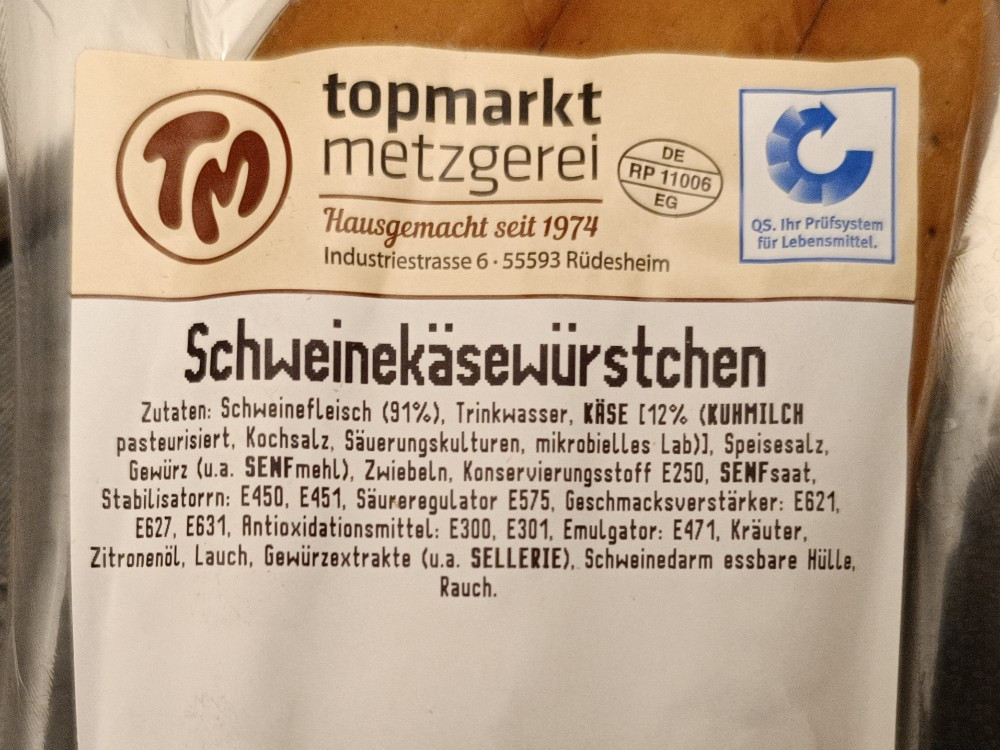 TM
topmarkt
metzgerei
Hausgemacht seit 1974
Industriestrasse 6 · 55593 Rüdesheim
DE
RP 11006
EG
QS. Ihr Prüfsystem
für Lebensmittel.
Schweinekäsewürstchen
Zutaten: Schweinefleisch (91%), Trinkwasser, KÄSE [12% (KUHMILCH
pasteurisiert, Kochsalz, Säuerungskulturen, mikrobielles Lab)], Speisesalz,
Gewürz (u.a. SENFmehl), Zwiebeln, Konservierungsstoff E250, SENFsaat,
Stabilisatorrn: E450, E451, Säureregulator E575, Geschmacksverstärker: E621,
E627, E631, Antioxidationsmittel: E300, E301, Emulgator: E471, Kräuter,
Zitronenöl, Lauch, Gewürzextrakte (u.a. SELLERIE), Schweinedarm essbare Hülle,
Rauch.